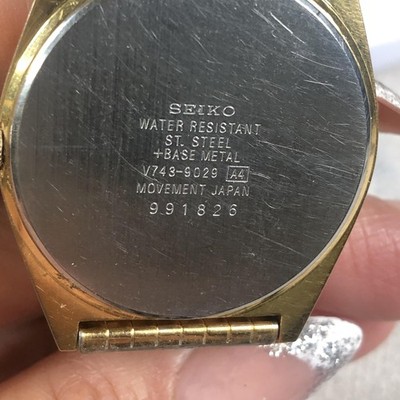 SEIKO
WATER RESISTANT
ST. STEEL
+BASE METAL
V743-9029 A4
MOVEMENT JAPAN
991826